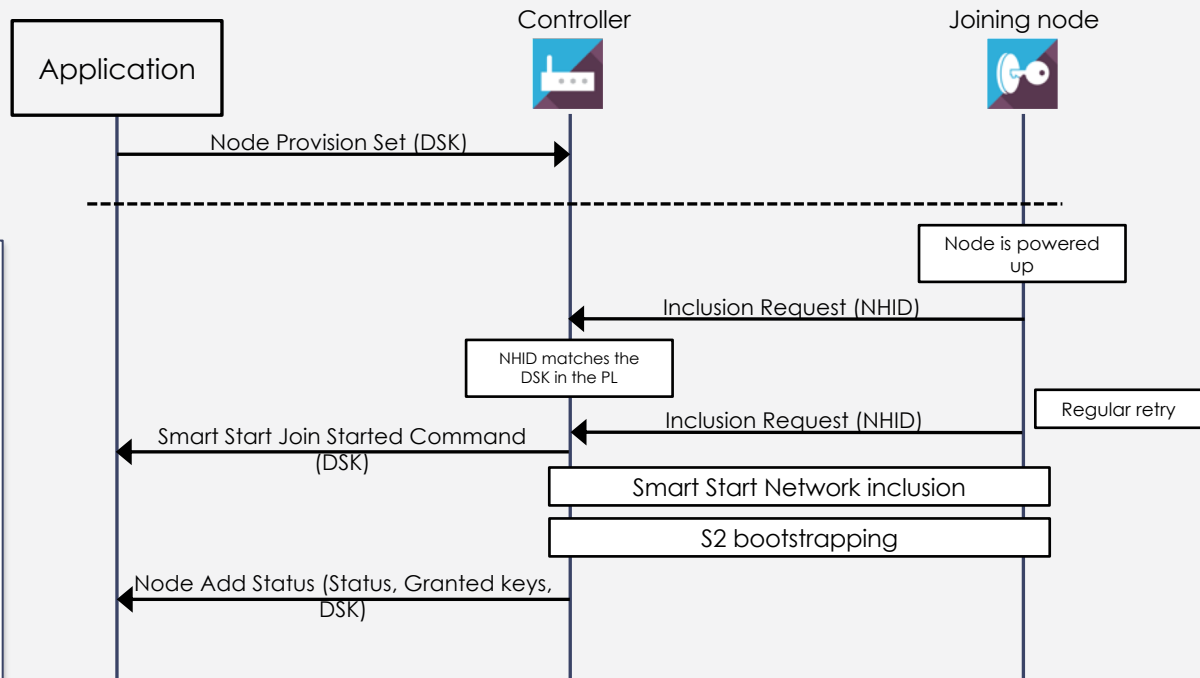 Controller
Joining node
Application
Node Provision Set (DSK)
Node is powered
up
Inclusion Request (NHID)
NHID matches the
DSK in the PL
Regular retry
Inclusion Request (NHID)
Smart Start Join Started Command
(DSK)
Smart Start Network inclusion
S2 bootstrapping
Node Add Status (Status, Granted keys,
DSK)